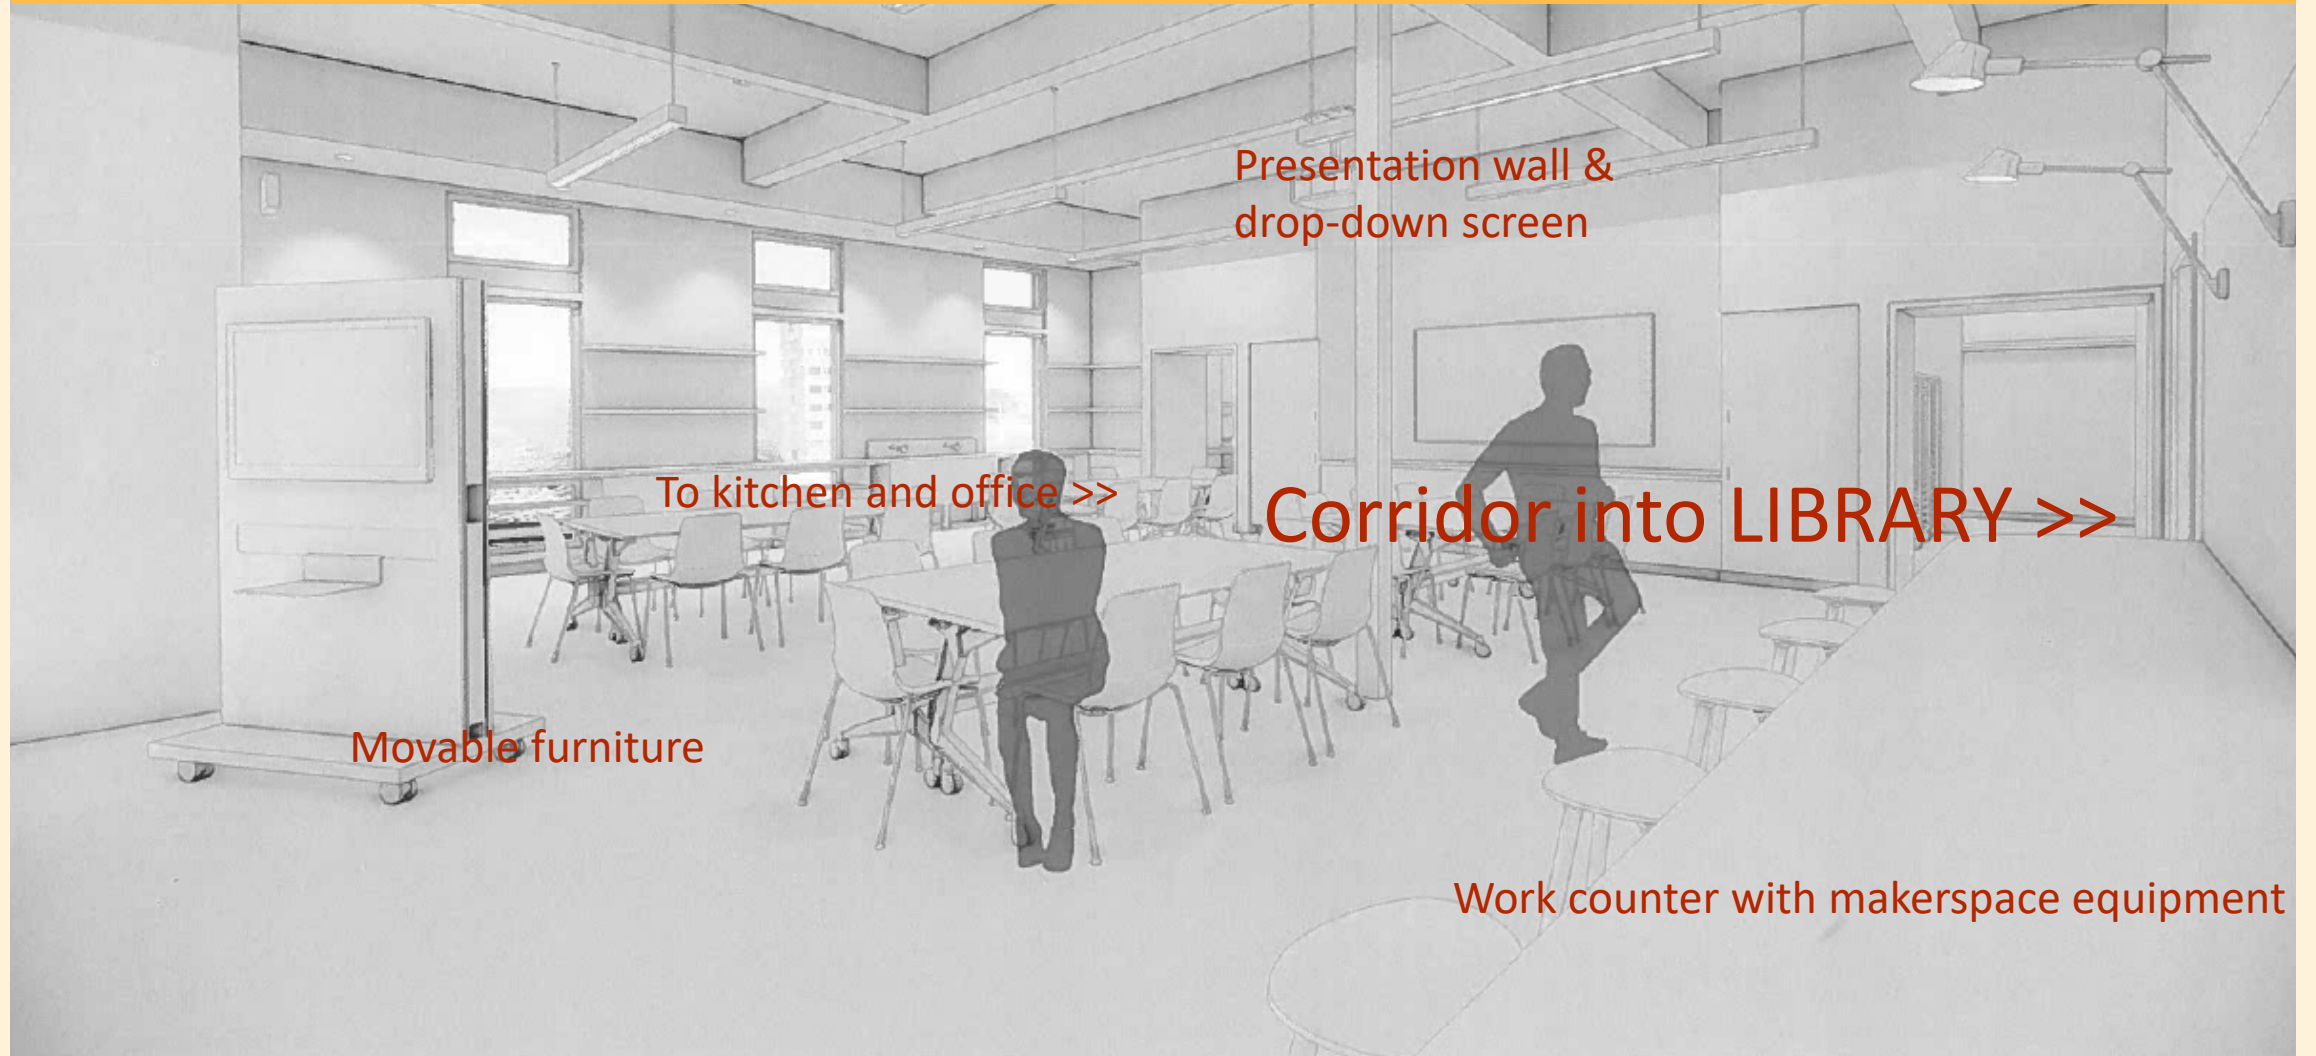 Presentation wall &
drop-down screen
To kitchen and office >>
Corridor into LIBRARY >>
Movable furniture
Work counter with makerspace equipment